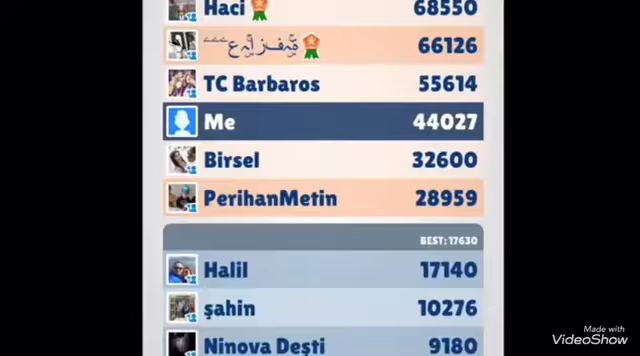 Haci 68550
66126
TC Barbaros 55614
Me 44027
Birsel 32600
PerihanMetin 28959
BEST: 17630
Halil 17140
şahin 10276
Ninova Deşti 9180
Made with
VideoShow